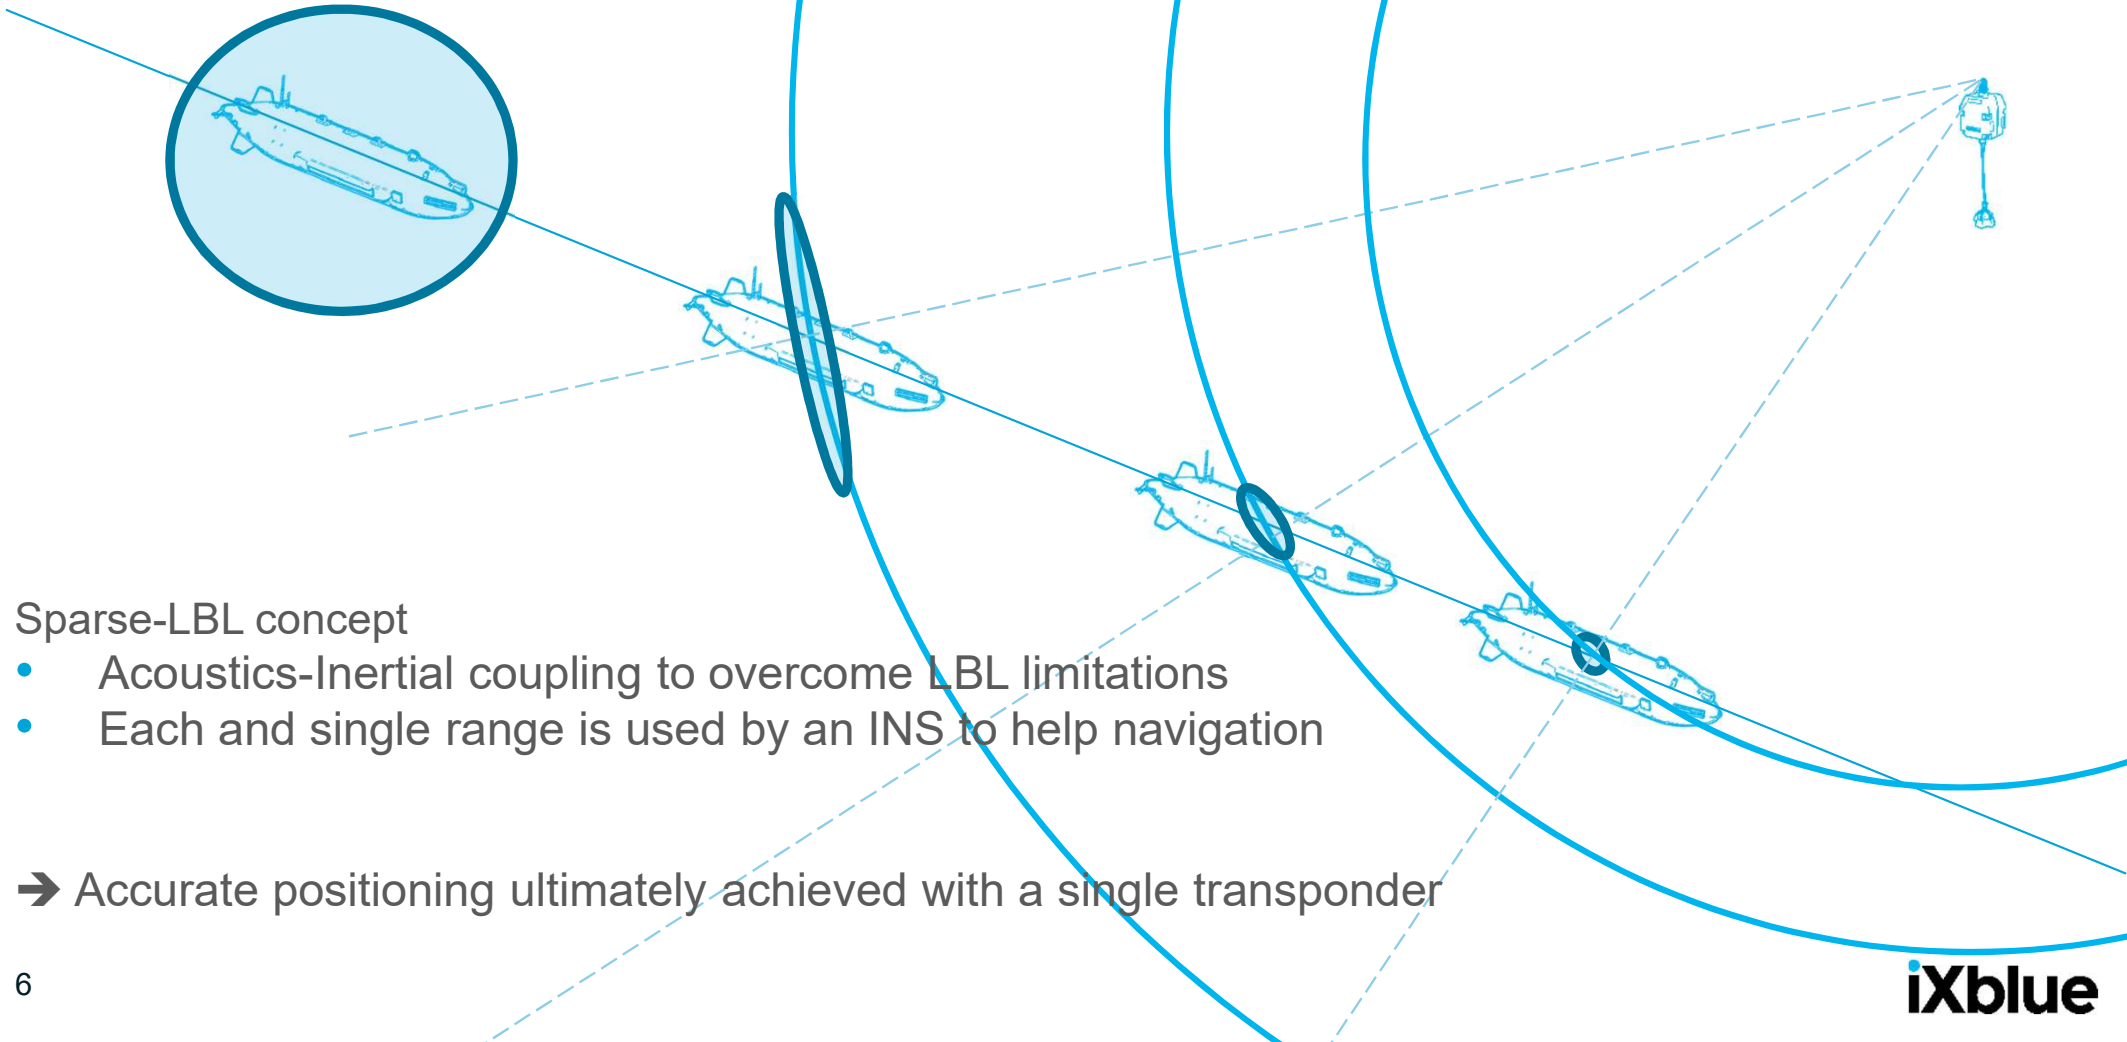 Sparse-LBL concept
• Acoustics-Inertial coupling to overcome LBL limitations
• Each and single range is used by an INS to help navigation
➔ Accurate positioning ultimately achieved with a single transponder
6
iXblue